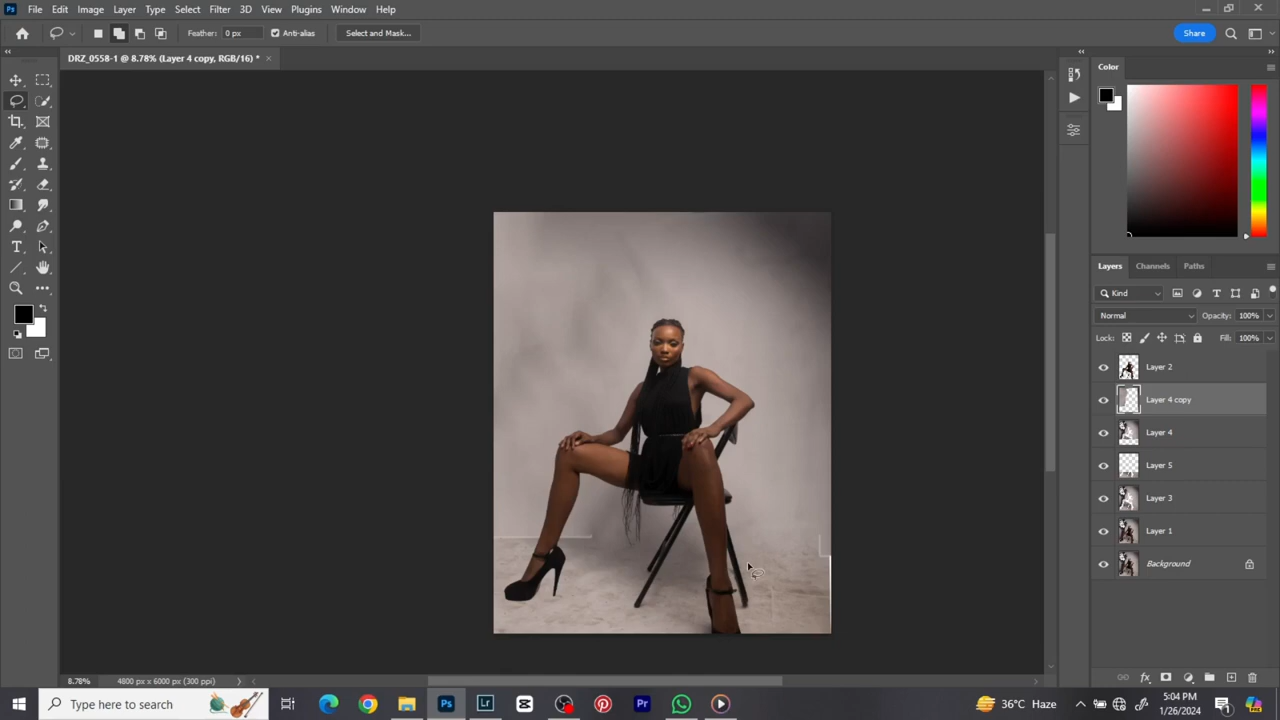 Ps File Edit Image Layer Type Select Filter 3D View Plugins Window Help
Feather: 0 px Anti-alias Select and Mask... Share
DRZ_0558-1 @ 8.78% (Layer 4 copy, RGB/16) * ×
Color
Layers Channels Paths
Kind
Normal Opacity: 100%
Lock: Fill: 100%
Layer 2
Layer 4 copy
Layer 4
Layer 5
Layer 3
Layer 1
Background
8.78% 4800 px x 6000 px (300 ppi)
Type here to search Ps Lrc Pr 36°C Haze 5:04 PM
1/26/2024